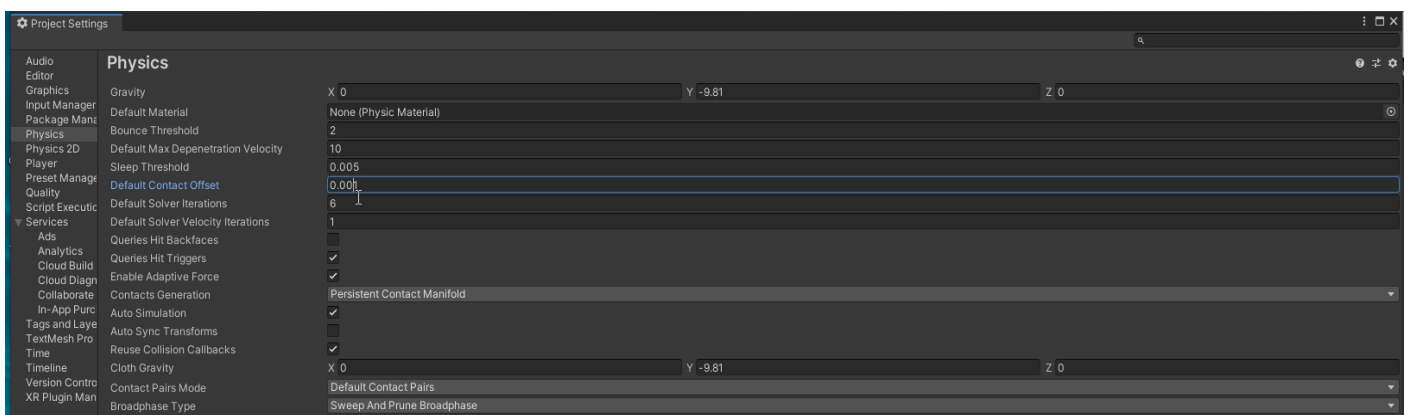 Project Settings
Audio
Editor
Graphics
Input Manager
Package Mana
Physics
Physics 2D
Player
Preset Manage
Quality
Script Executic
Services
Ads
Analytics
Cloud Build
Cloud Diagn
Collaborate
In-App Purc
Tags and Laye
TextMesh Pro
Time
Timeline
Version Contro
XR Plugin Man
Physics
Gravity X 0 Y -9.81 Z 0
Default Material None (Physic Material)
Bounce Threshold 2
Default Max Depenetration Velocity 10
Sleep Threshold 0.005
Default Contact Offset 0.001
Default Solver Iterations 6
Default Solver Velocity Iterations 1
Queries Hit Backfaces
Queries Hit Triggers
Enable Adaptive Force
Contacts Generation Persistent Contact Manifold
Auto Simulation
Auto Sync Transforms
Reuse Collision Callbacks
Cloth Gravity X 0 Y -9.81 Z 0
Contact Pairs Mode Default Contact Pairs
Broadphase Type Sweep And Prune Broadphase